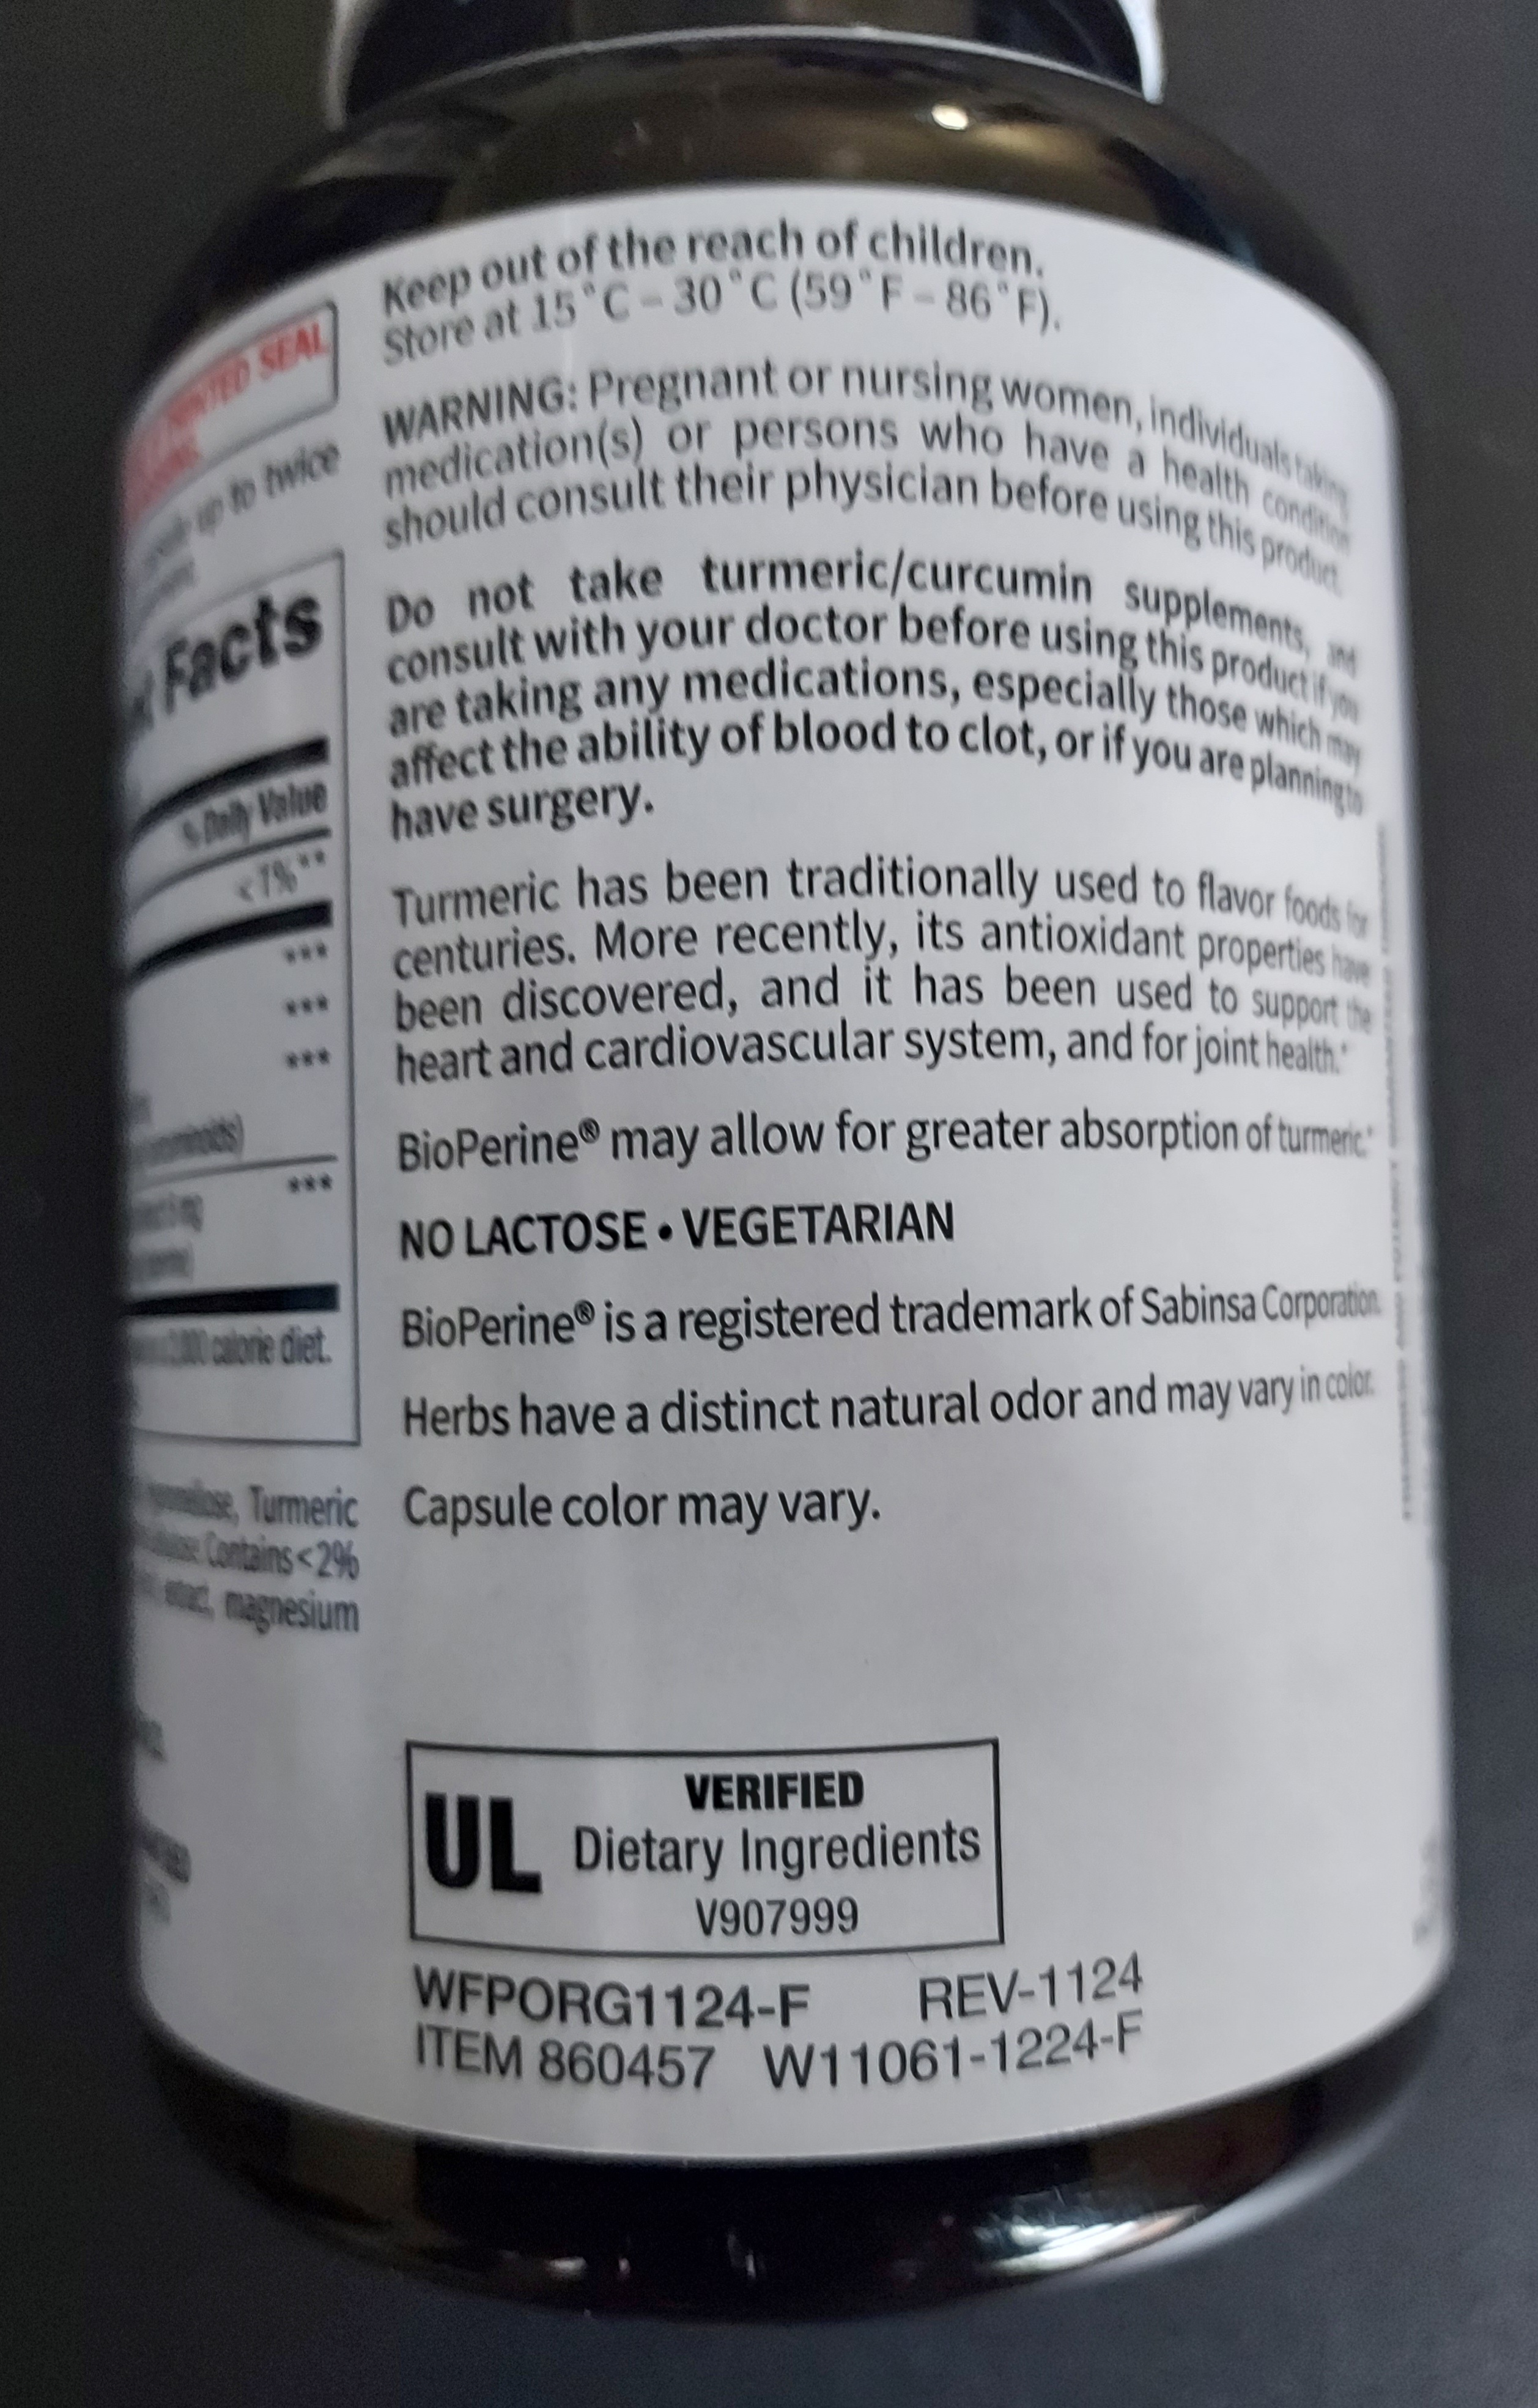 PRINTED SEAL
up to twice
Facts
% Daily Value
<1%**
***
***
***
***
calorie diet.
Turmeric
Contains <2%
magnesium
Keep out of the reach of children.
Store at 15°C – 30°C (59°F – 86°F).
WARNING: Pregnant or nursing women, individuals taking
medication(s) or persons who have a health condition
should consult their physician before using this product.
Do not take turmeric/curcumin supplements, and
consult with your doctor before using this product if you
are taking any medications, especially those which may
affect the ability of blood to clot, or if you are planning to
have surgery.
Turmeric has been traditionally used to flavor foods for
centuries. More recently, its antioxidant properties have
been discovered, and it has been used to support the
heart and cardiovascular system, and for joint health.*
BioPerine® may allow for greater absorption of turmeric.*
NO LACTOSE • VEGETARIAN
BioPerine® is a registered trademark of Sabinsa Corporation.
Herbs have a distinct natural odor and may vary in color.
Capsule color may vary.
UL
VERIFIED
Dietary Ingredients
V907999
WFPORG1124-F REV-1124
ITEM 860457 W11061-1224-F